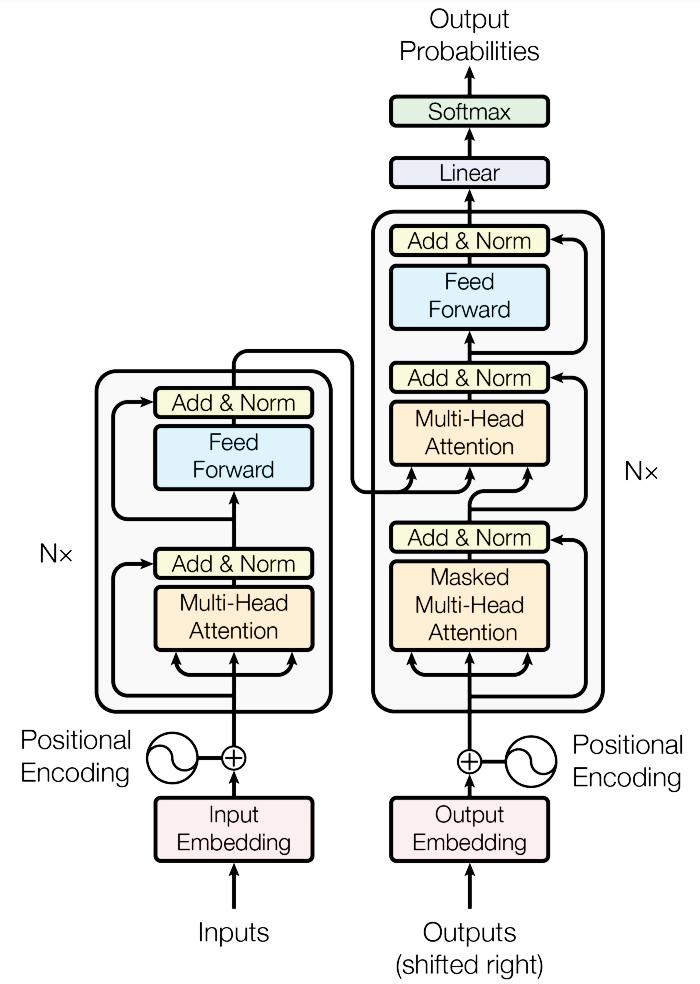 Output
Probabilities
Softmax
Linear
Add & Norm
Feed
Forward
Add & Norm
Multi-Head
Attention
Add & Norm
Masked
Multi-Head
Attention
N×
Add & Norm
Feed
Forward
Add & Norm
Multi-Head
Attention
N×
Positional
Encoding
Positional
Encoding
Input
Embedding
Output
Embedding
Inputs
Outputs
(shifted right)